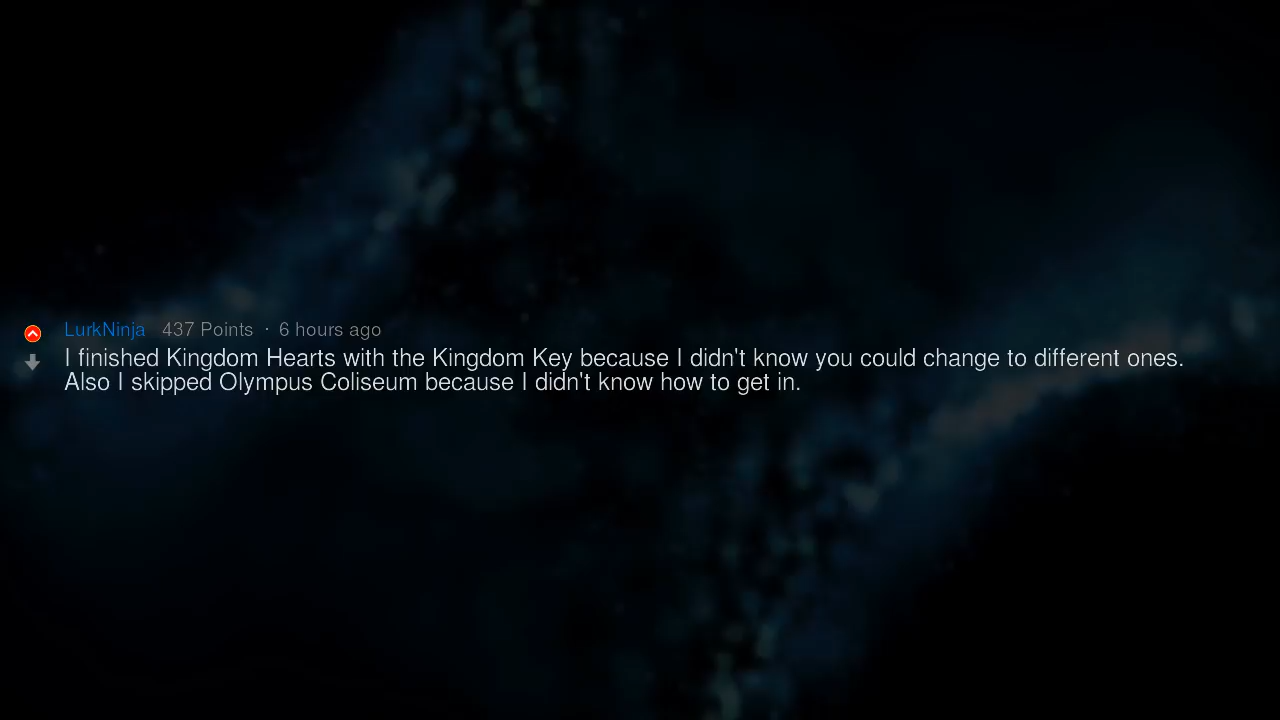 LurkNinja 437 Points · 6 hours ago
I finished Kingdom Hearts with the Kingdom Key because I didn't know you could change to different ones.
Also I skipped Olympus Coliseum because I didn't know how to get in.